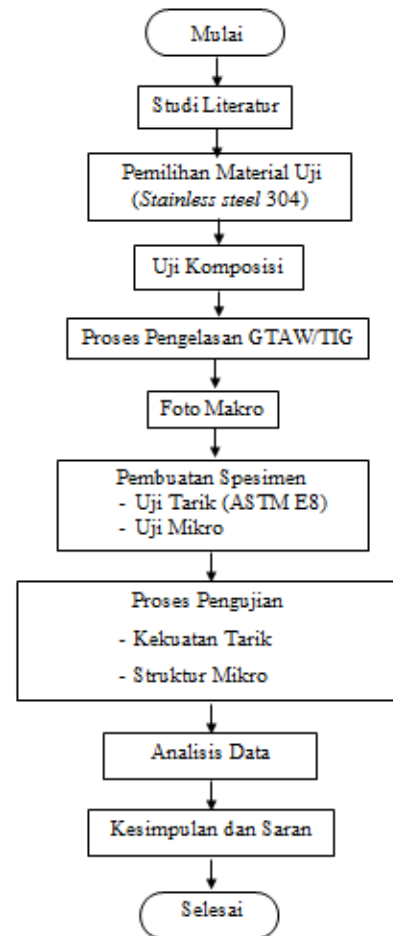 Mulai
Studi Literatur
Pemilihan Material Uji
(Stainless steel 304)
Uji Komposisi
Proses Pengelasan GTAW/TIG
Foto Makro
Pembuatan Spesimen
- Uji Tarik (ASTM E8)
- Uji Mikro
Proses Pengujian
- Kekuatan Tarik
- Struktur Mikro
Analisis Data
Kesimpulan dan Saran
Selesai